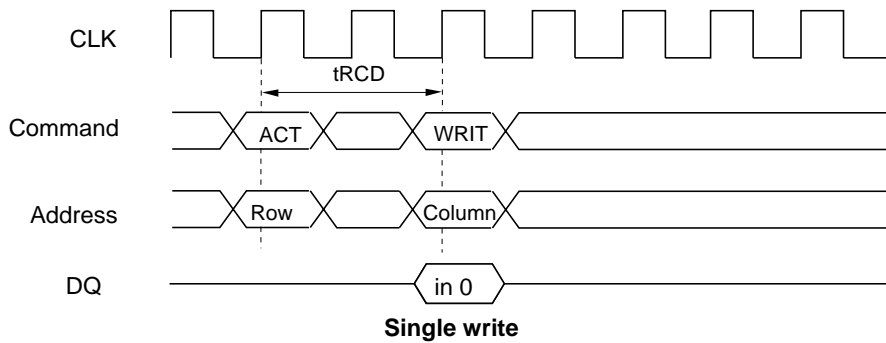 CLK
tRCD
Command ACT WRIT
Address Row Column
DQ in 0
Single write